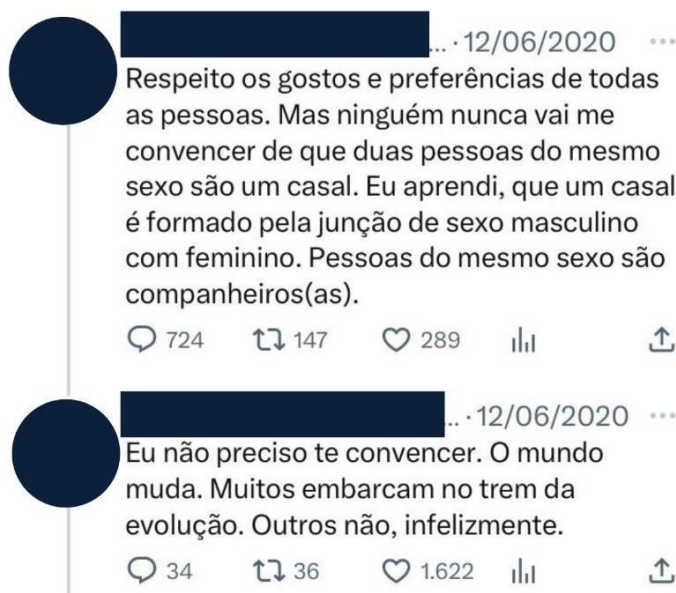 ... · 12/06/2020 ...
Respeito os gostos e preferências de todas
as pessoas. Mas ninguém nunca vai me
convencer de que duas pessoas do mesmo
sexo são um casal. Eu aprendi, que um casal
é formado pela junção de sexo masculino
com feminino. Pessoas do mesmo sexo são
companheiros(as).
724 147 289
... · 12/06/2020 ...
Eu não preciso te convencer. O mundo
muda. Muitos embarcam no trem da
evolução. Outros não, infelizmente.
34 36 1.622